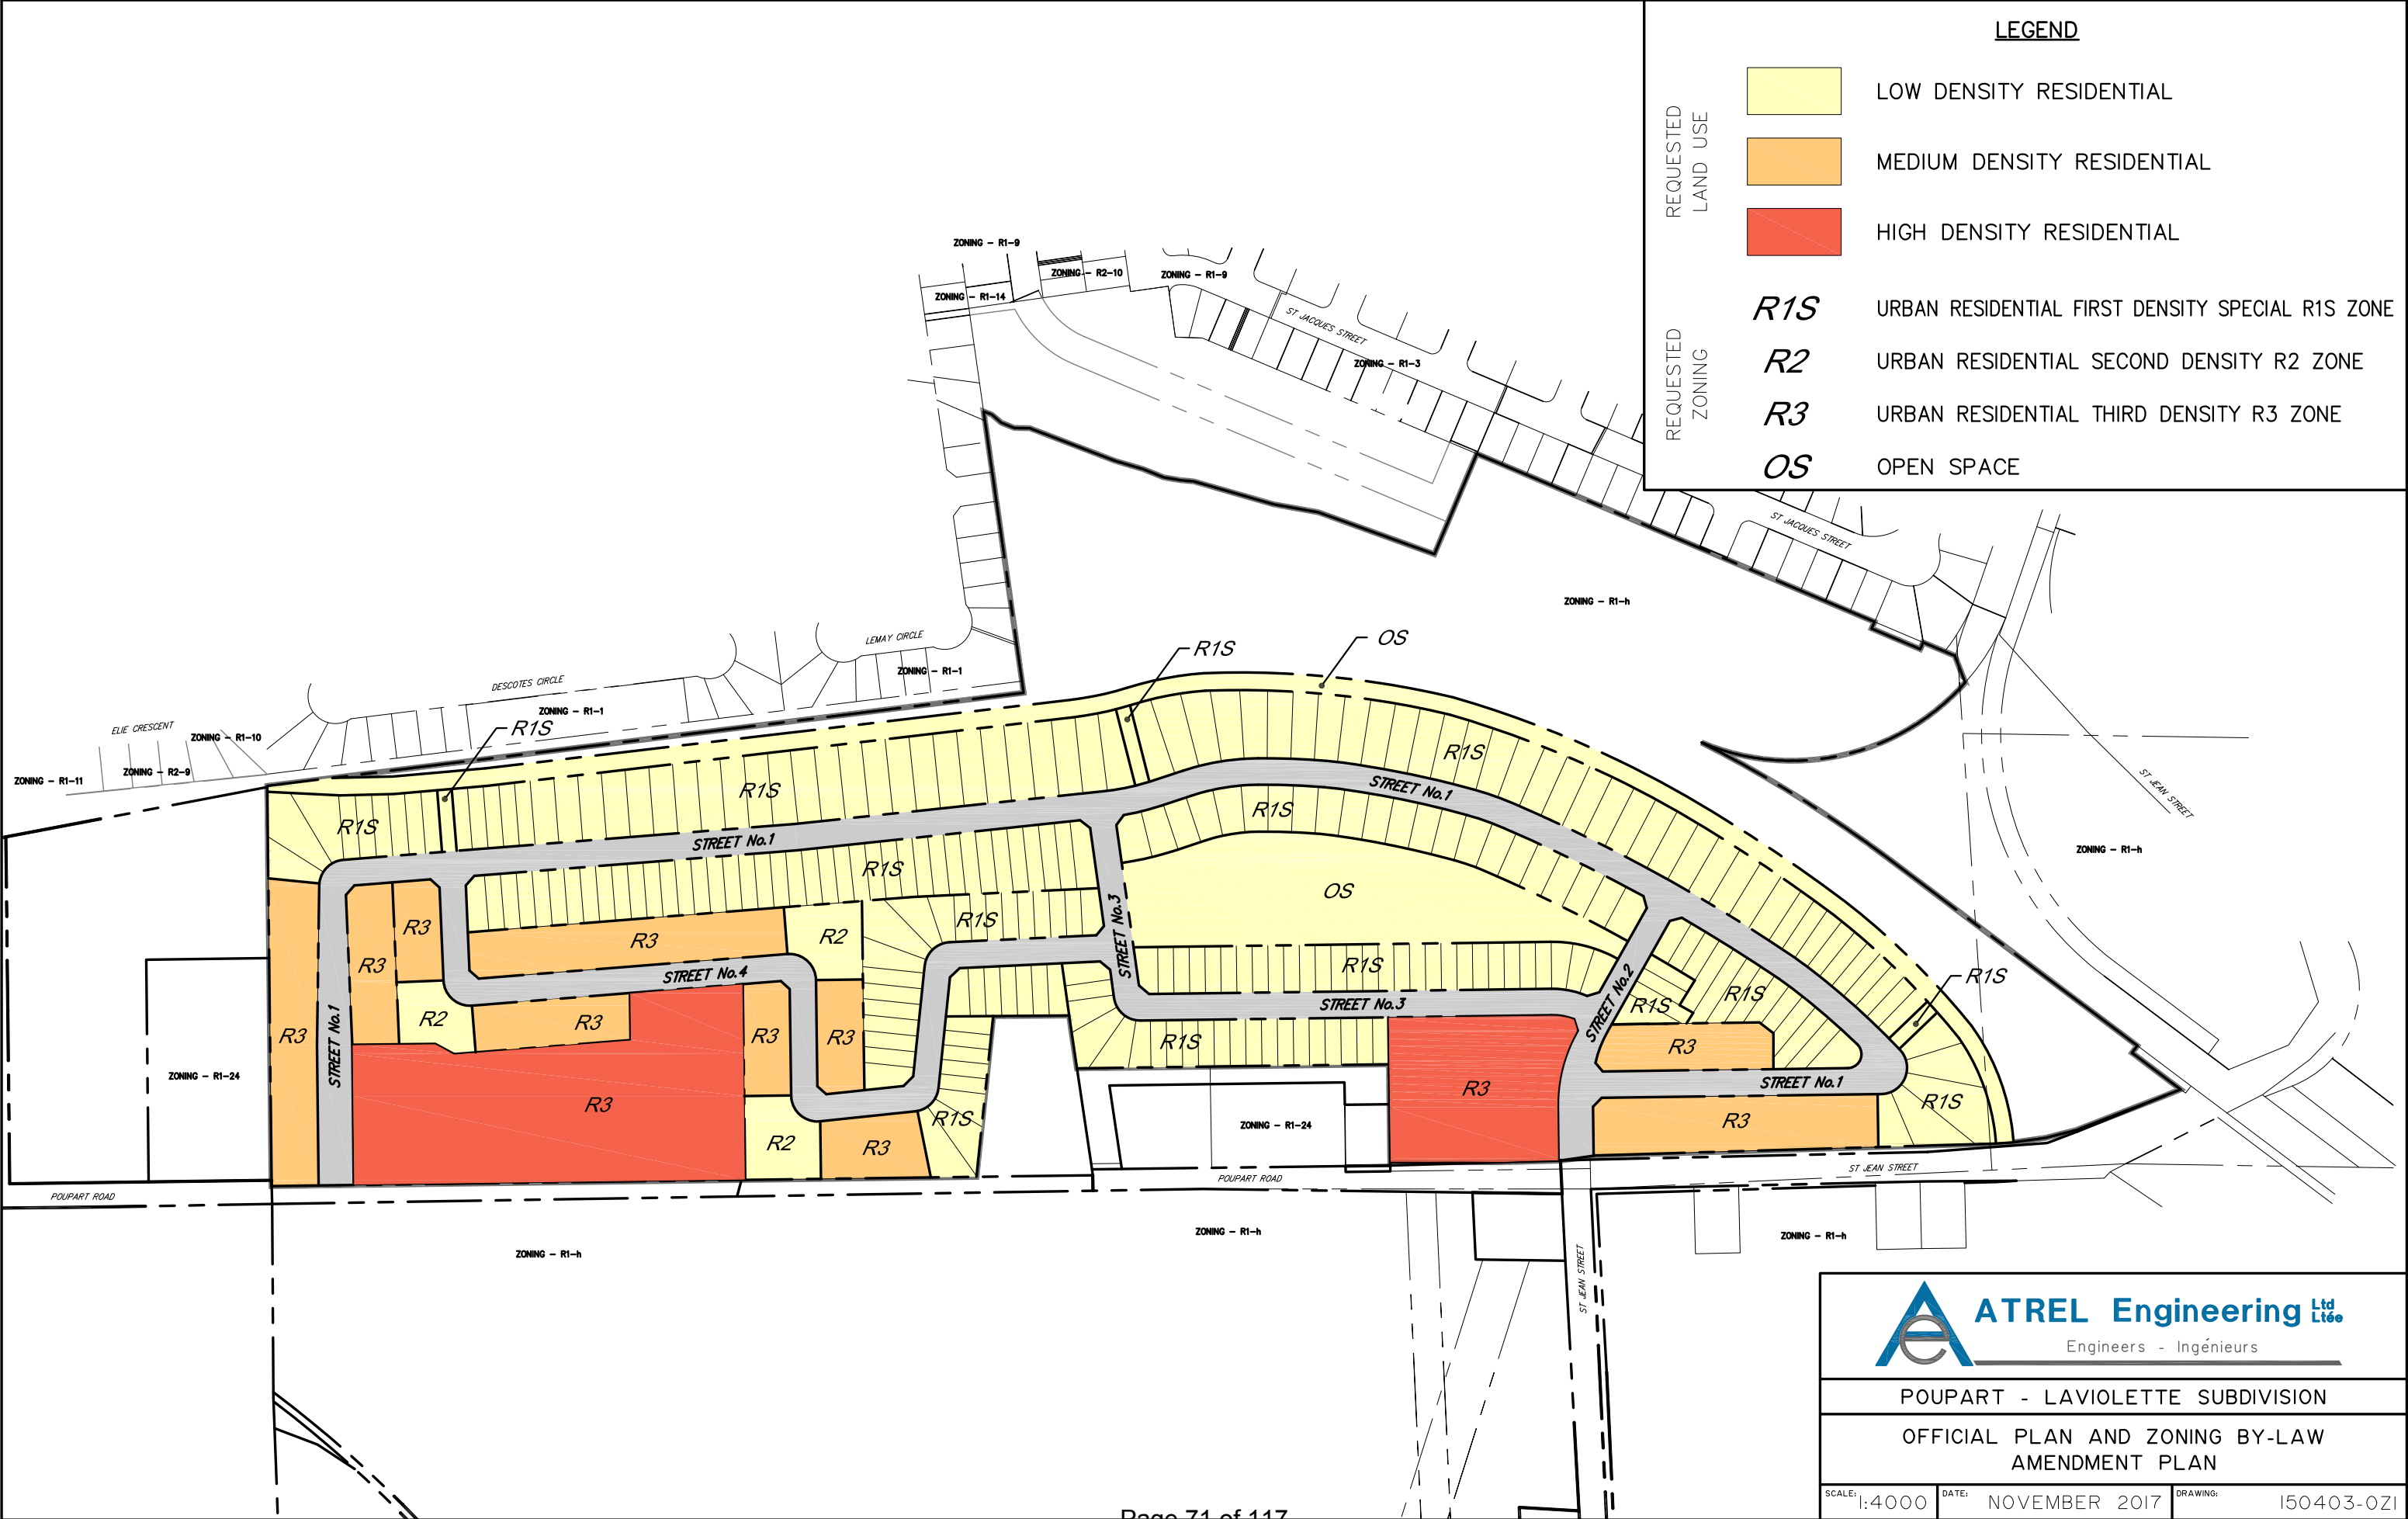 LEGEND
REQUESTED
LAND USE
LOW DENSITY RESIDENTIAL
MEDIUM DENSITY RESIDENTIAL
HIGH DENSITY RESIDENTIAL
REQUESTED
ZONING
R1S URBAN RESIDENTIAL FIRST DENSITY SPECIAL R1S ZONE
R2 URBAN RESIDENTIAL SECOND DENSITY R2 ZONE
R3 URBAN RESIDENTIAL THIRD DENSITY R3 ZONE
OS OPEN SPACE
ZONING - R1-9
ZONING - R2-10
ZONING - R1-9
ZONING - R1-14
ST JACQUES STREET
ZONING - R1-3
ST JACQUES STREET
ZONING - R1-h
LEMAY CIRCLE
ZONING - R1-1
DESCOTES CIRCLE
ZONING - R1-1
ELIE CRESCENT
ZONING - R1-10
ZONING - R2-9
ZONING - R1-11
R1S
OS
R1S
R1S
R1S
R1S
R1S
STREET No.1
STREET No.1
ST JEAN STREET
ZONING - R1-h
R1S
R1S
OS
R3
R3
R3
R2
R1S
STREET No.3
R1S
STREET No.4
R2
R3
R3
R3
R3
STREET No.3
STREET No.2
R1S
R1S
R1S
R3
STREET No.1
ZONING - R1-24
R3
R1S
R3
R3
STREET No.1
R1S
R2
R3
R1S
ZONING - R1-24
R3
POUPART ROAD
POUPART ROAD
ST JEAN STREET
ZONING - R1-h
ZONING - R1-h
ZONING - R1-h
ST JEAN STREET
ATREL Engineering Ltd
Ltée
Engineers - Ingénieurs
POUPART - LAVIOLETTE SUBDIVISION
OFFICIAL PLAN AND ZONING BY-LAW
AMENDMENT PLAN
SCALE: 1:4000 DATE: NOVEMBER 2017 DRAWING: 150403-OZ1
Page 71 of 117